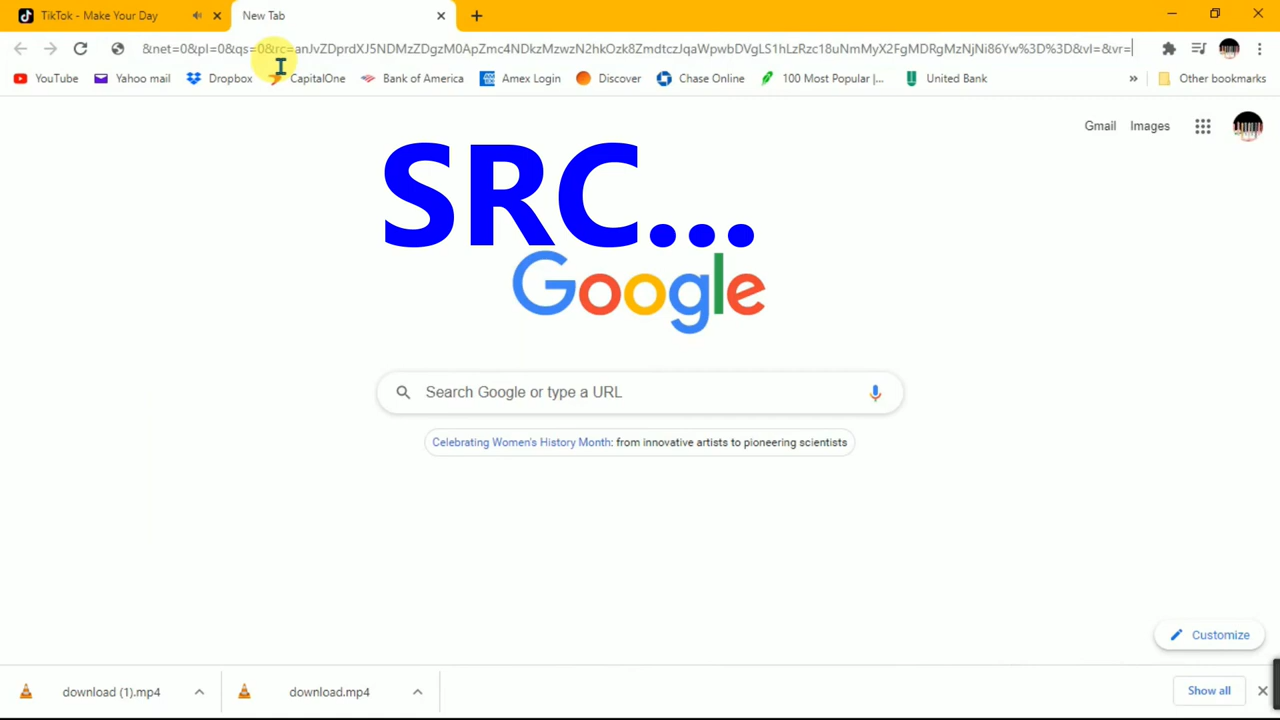 TikTok - Make Your Day
New Tab
&net=0&pl=0&qs=0&rc=anJvZDprdXJ5NDMzZDgzM0ApZmc4NDkzMzwzN2hkOzk8ZmdtczJqaWpwbDVgLS1hLzRzc18uNmMyX2FgMDRgMzNjNi86Yw%3D%3D&vl=&vr=
YouTube Yahoo mail Dropbox CapitalOne Bank of America Amex Login Discover Chase Online 100 Most Popular |... United Bank » Other bookmarks
Gmail Images
SRC...
Google
Search Google or type a URL
Celebrating Women's History Month: from innovative artists to pioneering scientists
Customize
download (1).mp4 download.mp4 Show all